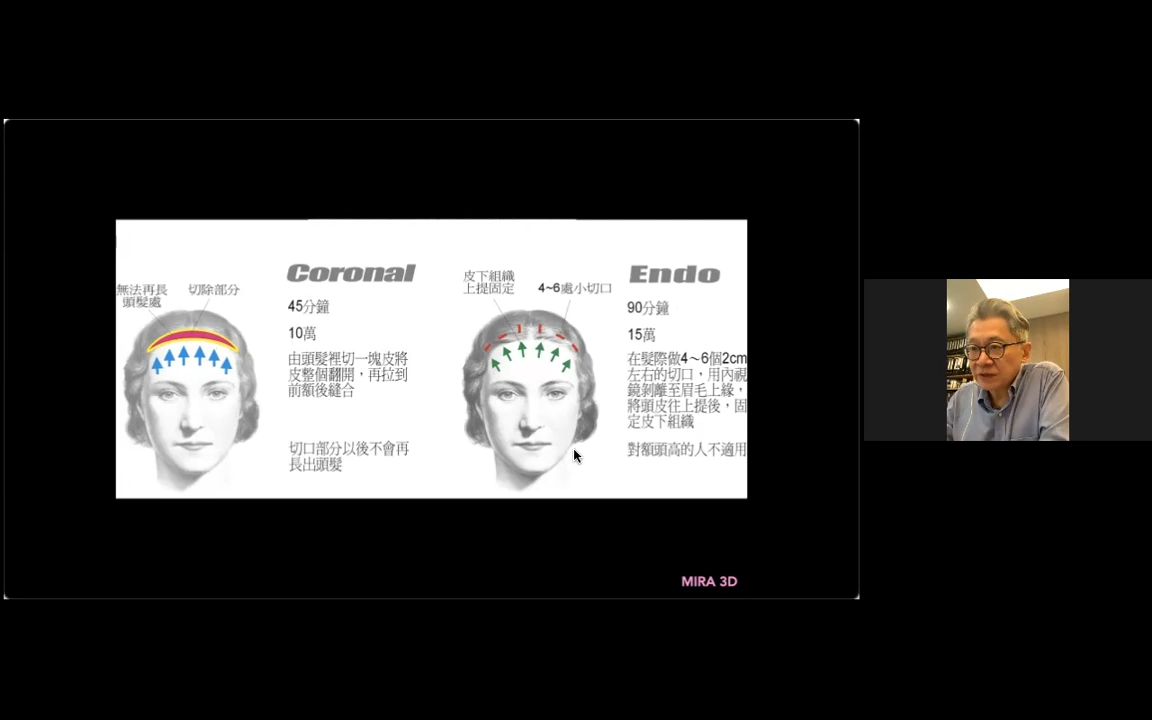 無法再長
頭髮處
切除部分
Coronal
45分鐘
10萬
由頭髮裡切一塊皮將
皮整個翻開，再拉到
前額後縫合
切口部分以後不會再
長出頭髮
皮下組織
上提固定
4~6處小切口
Endo
90分鐘
15萬
在髮際做4～6個2cm
左右的切口，用內視
鏡剝離至眉毛上緣，
將頭皮往上提後，固
定皮下組織
對額頭高的人不適用
MIRA 3D